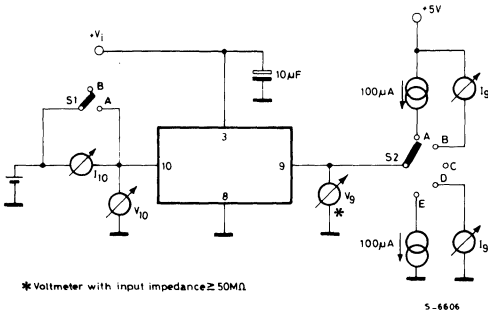 +5V
+Vi
10µF
100µA
I9
S1
B
A
3
A
B
S2
C
D
E
10
9
8
I10
V10
V9
*
100µA
I9
* Voltmeter with input impedance ≥ 50MΩ
S-6606